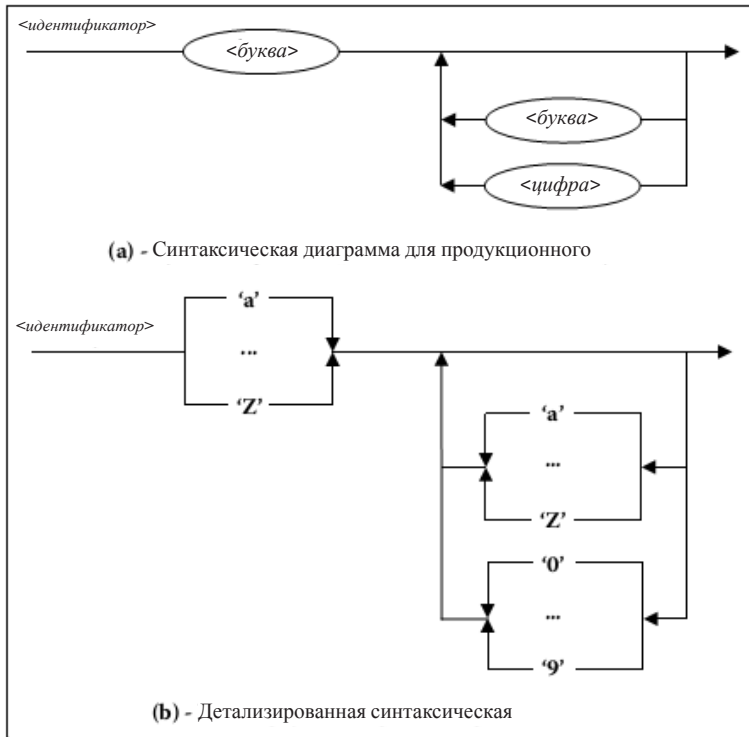 <идентификатор>
<буква>
<буква>
<цифра>
(a) - Синтаксическая диаграмма для продукционного
<идентификатор>
‘a’
...
‘Z’
‘a’
...
‘Z’
‘0’
...
‘9’
(b) - Детализированная синтаксическая